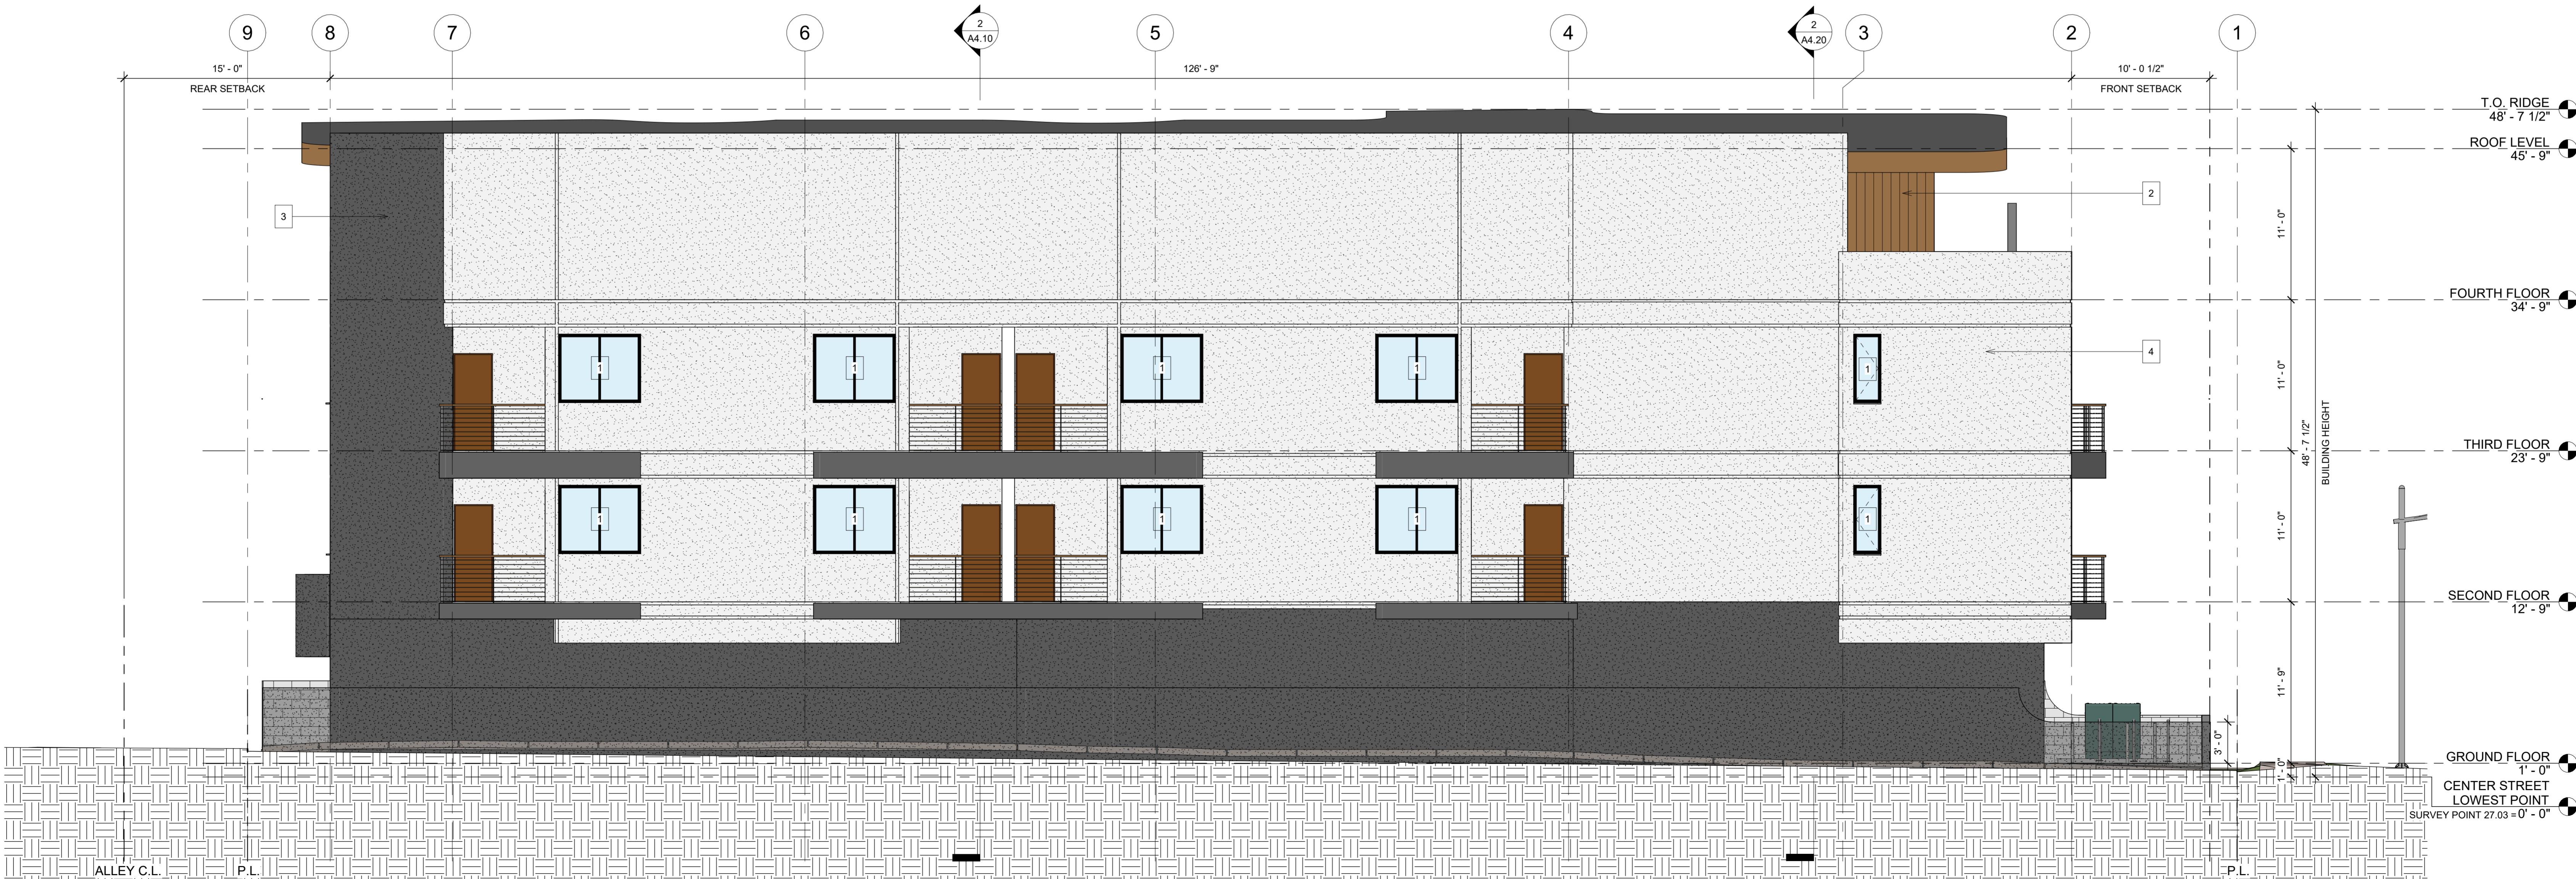 9
8
7
6
2
A4.10
5
4
2
A4.20
3
2
1
15' - 0"
REAR SETBACK
126' - 9"
10' - 0 1/2"
FRONT SETBACK
T.O. RIDGE
48' - 7 1/2"
ROOF LEVEL
45' - 9"
3
2
11' - 0"
FOURTH FLOOR
34' - 9"
4
1
1
1
1
1
11' - 0"
48' - 7 1/2"
BUILDING HEIGHT
THIRD FLOOR
23' - 9"
1
1
1
1
1
11' - 0"
SECOND FLOOR
12' - 9"
11' - 9"
3' - 0"
GROUND FLOOR
1' - 0"
1' - 0"
CENTER STREET
LOWEST POINT
SURVEY POINT 27.03 = 0' - 0"
ALLEY C.L.
P.L.
P.L.